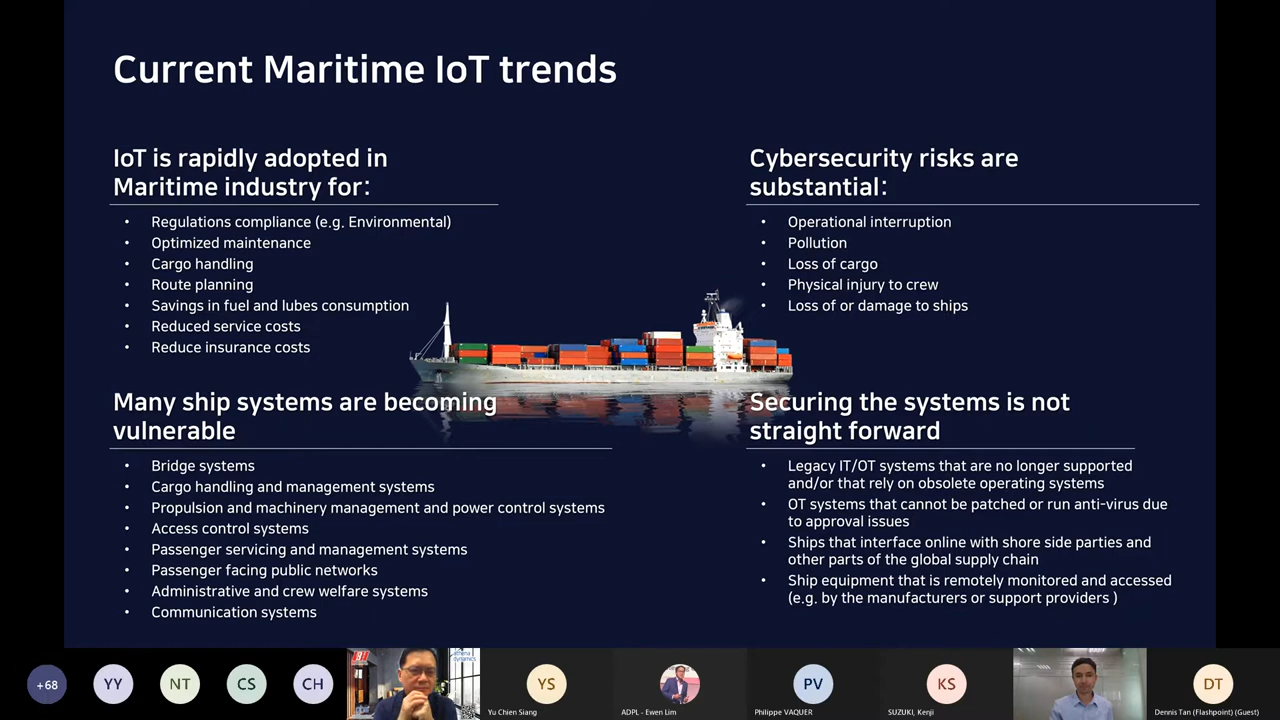 Current Maritime IoT trends
IoT is rapidly adopted in
Maritime industry for:
• Regulations compliance (e.g. Environmental)
• Optimized maintenance
• Cargo handling
• Route planning
• Savings in fuel and lubes consumption
• Reduced service costs
• Reduce insurance costs
Cybersecurity risks are
substantial:
• Operational interruption
• Pollution
• Loss of cargo
• Physical injury to crew
• Loss of or damage to ships
Many ship systems are becoming
vulnerable
• Bridge systems
• Cargo handling and management systems
• Propulsion and machinery management and power control systems
• Access control systems
• Passenger servicing and management systems
• Passenger facing public networks
• Administrative and crew welfare systems
• Communication systems
Securing the systems is not
straight forward
• Legacy IT/OT systems that are no longer supported
and/or that rely on obsolete operating systems
• OT systems that cannot be patched or run anti-virus due
to approval issues
• Ships that interface online with shore side parties and
other parts of the global supply chain
• Ship equipment that is remotely monitored and accessed
(e.g. by the manufacturers or support providers )
+68
YY
NT
CS
CH
athena
dynamics
YS
Yu Chien Siang
ADPL - Ewen Lim
PV
Philippe VAQUER
KS
SUZUKI, Kenji
DT
Dennis Tan (Flashpoint) (Guest)